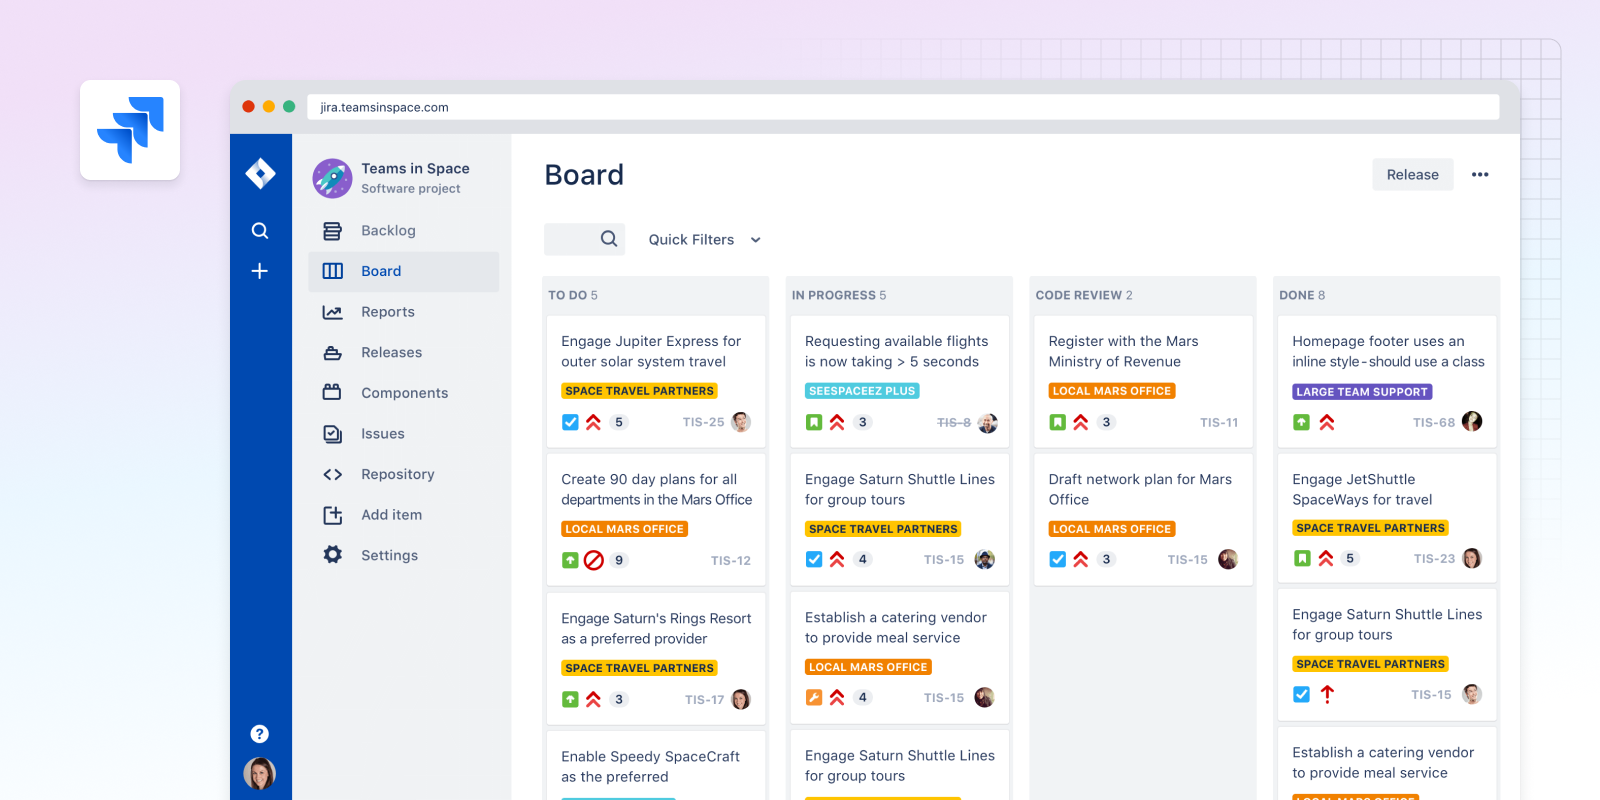 jira.teamsinspace.com
Teams in Space
Software project
Backlog
Board
Reports
Releases
Components
Issues
Repository
Add item
Settings
?
Board
Release
Quick Filters
TO DO 5
Engage Jupiter Express for
outer solar system travel
SPACE TRAVEL PARTNERS
5 TIS-25
Create 90 day plans for all
departments in the Mars Office
LOCAL MARS OFFICE
9 TIS-12
Engage Saturn's Rings Resort
as a preferred provider
SPACE TRAVEL PARTNERS
3 TIS-17
Enable Speedy SpaceCraft
as the preferred
IN PROGRESS 5
Requesting available flights
is now taking > 5 seconds
SEESPACEEZ PLUS
3 TIS-8
Engage Saturn Shuttle Lines
for group tours
SPACE TRAVEL PARTNERS
4 TIS-15
Establish a catering vendor
to provide meal service
LOCAL MARS OFFICE
4 TIS-15
Engage Saturn Shuttle Lines
for group tours
CODE REVIEW 2
Register with the Mars
Ministry of Revenue
LOCAL MARS OFFICE
3 TIS-11
Draft network plan for Mars
Office
LOCAL MARS OFFICE
3 TIS-15
DONE 8
Homepage footer uses an
inline style-should use a class
LARGE TEAM SUPPORT
TIS-68
Engage JetShuttle
SpaceWays for travel
SPACE TRAVEL PARTNERS
5 TIS-23
Engage Saturn Shuttle Lines
for group tours
SPACE TRAVEL PARTNERS
TIS-15
Establish a catering vendor
to provide meal service
LOCAL MARS OFFICE